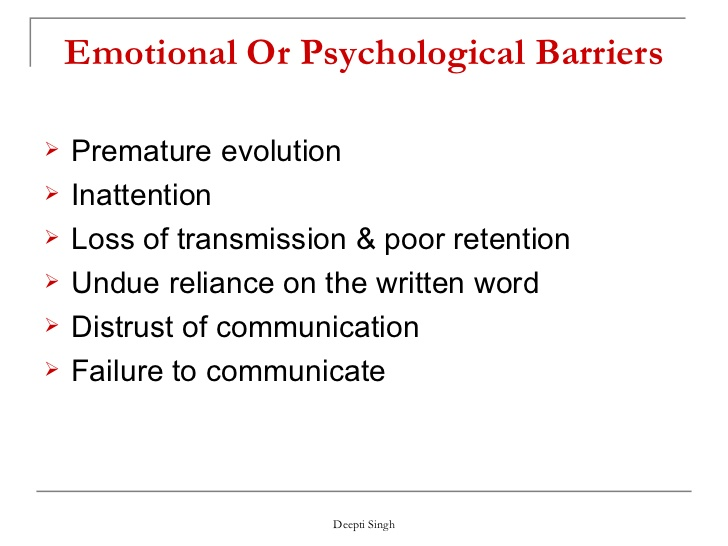 Emotional Or Psychological Barriers
Premature evolution
Inattention
Loss of transmission & poor retention
Undue reliance on the written word
Distrust of communication
Failure to communicate
Deepti Singh